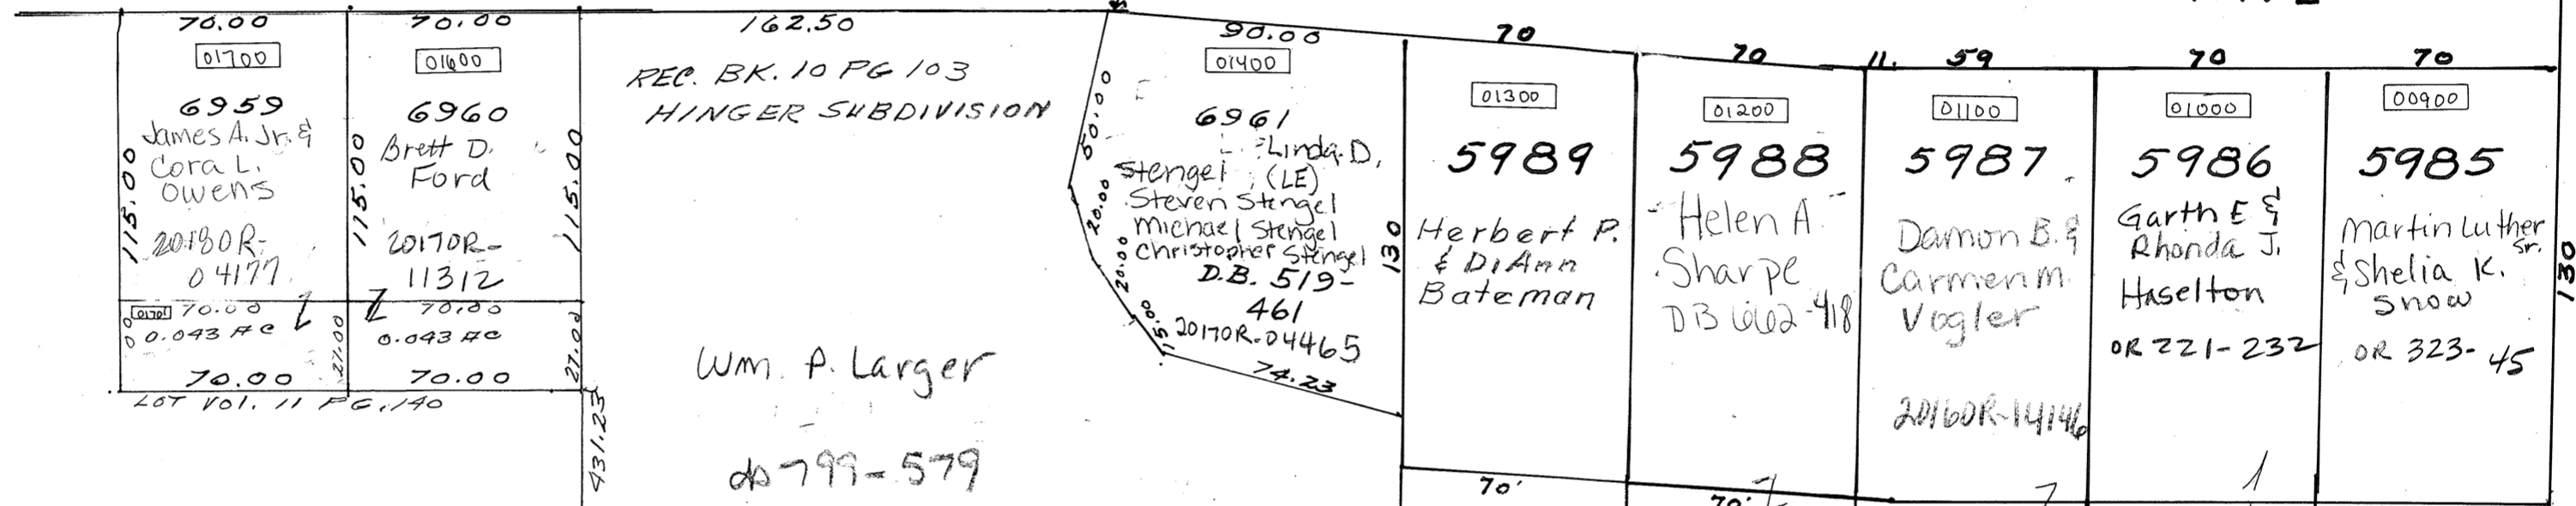 70.00
01700
6959
James A. Jr. &
Cora L.
Owens
115.00
20180R-
04177
01701 70.00
0.043 AC
27.00
70.00
LOT VOL. 11 PG. 140
70.00
01600
6960
Brett D.
Ford
115.00
115.00
20170R-
11312
70.00
0.043 AC
27.00
70.00
431.23
162.50
REC. BK. 10 PG 103
HINGER SUBDIVISION
Wm. P. Larger
799-579
90.00
01400
6961
Linda D.
Stengel (LE)
Steven Stengel
Michael Stengel
Christopher Stengel
D.B. 519-
461
20170R-04465
20.00
20.00
15.00
74.23
70
01300
5989
130
Herbert P.
& DiAnn
Bateman
70'
70
01200
5988
Helen A.
Sharpe
DB 662-418
70'
11. 59
01100
5987
Damon B. &
Carmen M.
Vogler
20160R-14146
70
01000
5986
Garth E &
Rhonda J.
Haselton
OR 221-232
70
00900
5985
Martin Luther
Sr.
& Shelia K.
Snow
OR 323-45
130